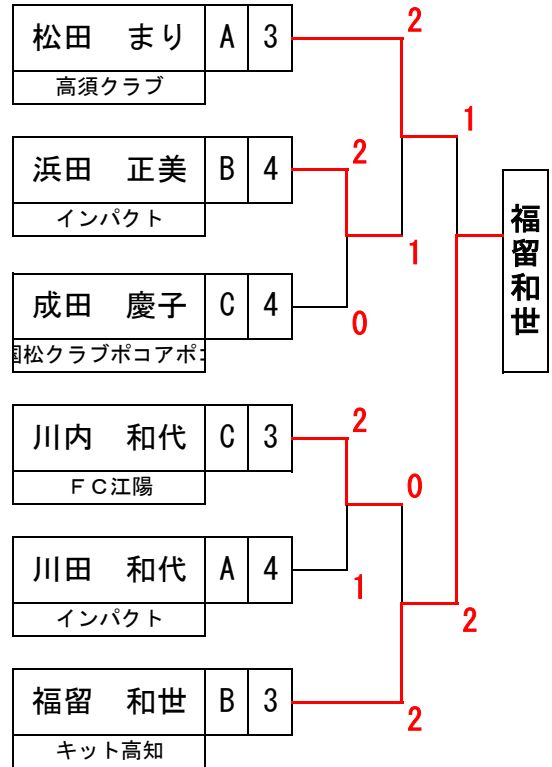 松田　まり A 3
高須クラブ
2
1
浜田　正美 B 4
インパクト
2
1
成田　慶子 C 4
国松クラブポコアポコ
0
福留和世
川内　和代 C 3
ＦＣ江陽
2
0
川田　和代 A 4
インパクト
1
2
福留　和世 B 3
キット高知
2